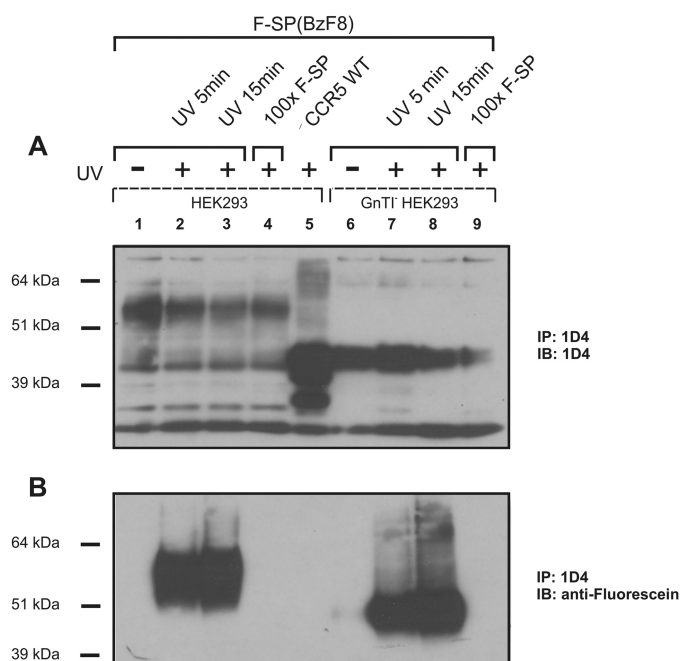 F-SP(BzF8)
UV 5min
UV 15min
100x F-SP
CCR5 WT
UV 5 min
UV 15min
100x F-SP
A
UV - + + + + - + + +
HEK293 GnTI- HEK293
1 2 3 4 5 6 7 8 9
64 kDa
51 kDa
39 kDa
IP: 1D4
IB: 1D4
B
64 kDa
51 kDa
39 kDa
IP: 1D4
IB: anti-Fluorescein